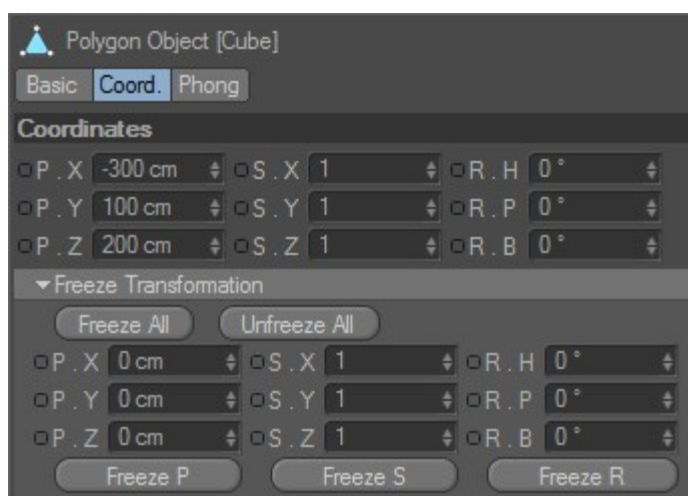 Polygon Object [Cube]
Basic Coord. Phong
Coordinates
P . X -300 cm S . X 1 R . H 0 °
P . Y 100 cm S . Y 1 R . P 0 °
P . Z 200 cm S . Z 1 R . B 0 °
Freeze Transformation
Freeze All Unfreeze All
P . X 0 cm S . X 1 R . H 0 °
P . Y 0 cm S . Y 1 R . P 0 °
P . Z 0 cm S . Z 1 R . B 0 °
Freeze P Freeze S Freeze R